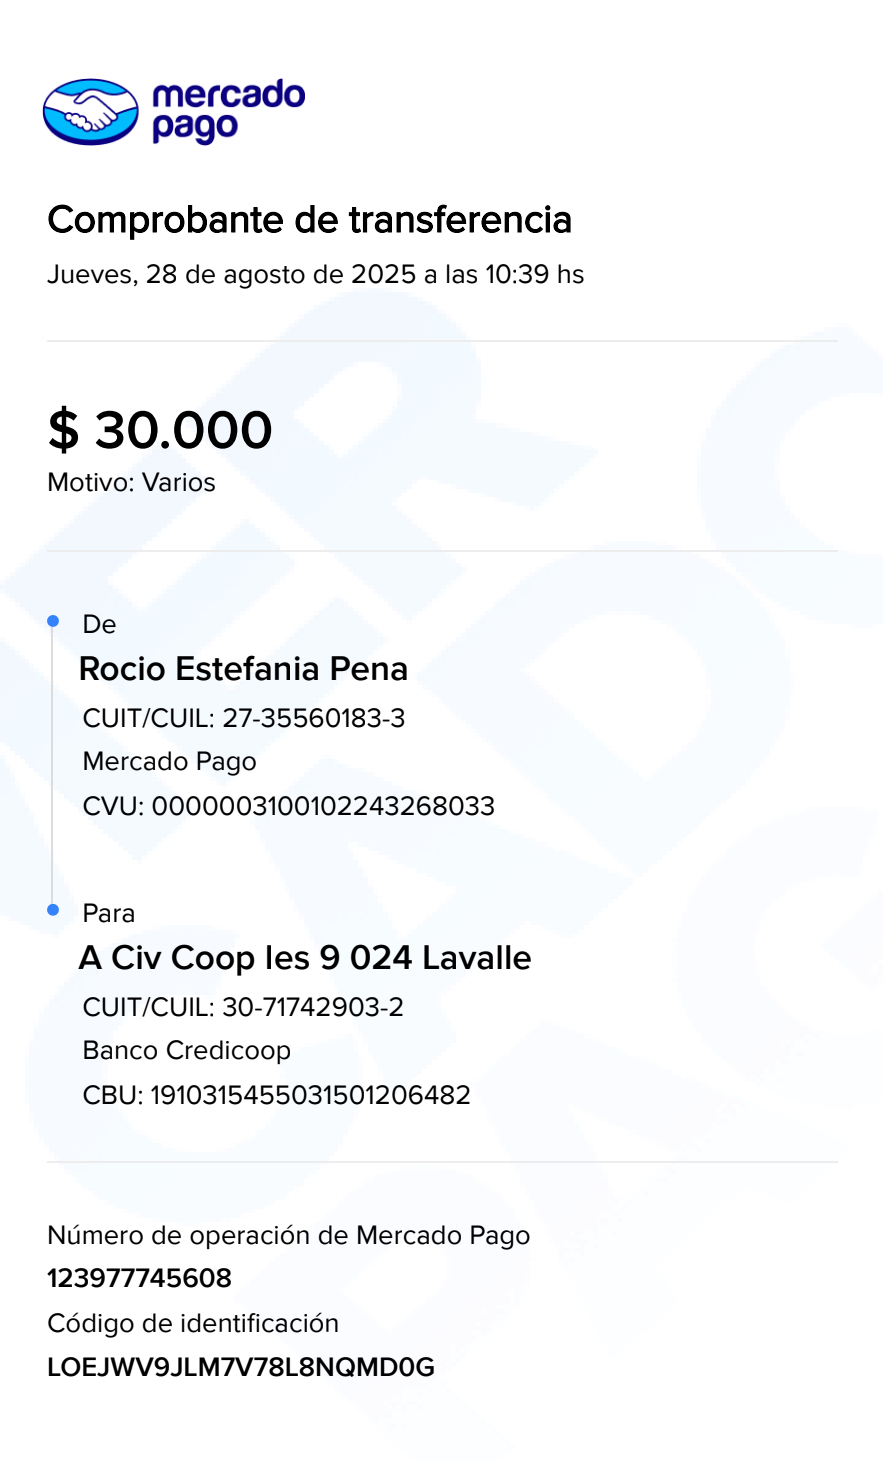 mercado
pago
Comprobante de transferencia
Jueves, 28 de agosto de 2025 a las 10:39 hs
$ 30.000
Motivo: Varios
De
Rocio Estefania Pena
CUIT/CUIL: 27-35560183-3
Mercado Pago
CVU: 0000003100102243268033
Para
A Civ Coop Ies 9 024 Lavalle
CUIT/CUIL: 30-71742903-2
Banco Credicoop
CBU: 1910315455031501206482
Número de operación de Mercado Pago
123977745608
Código de identificación
LOEJWV9JLM7V78L8NQMD0G